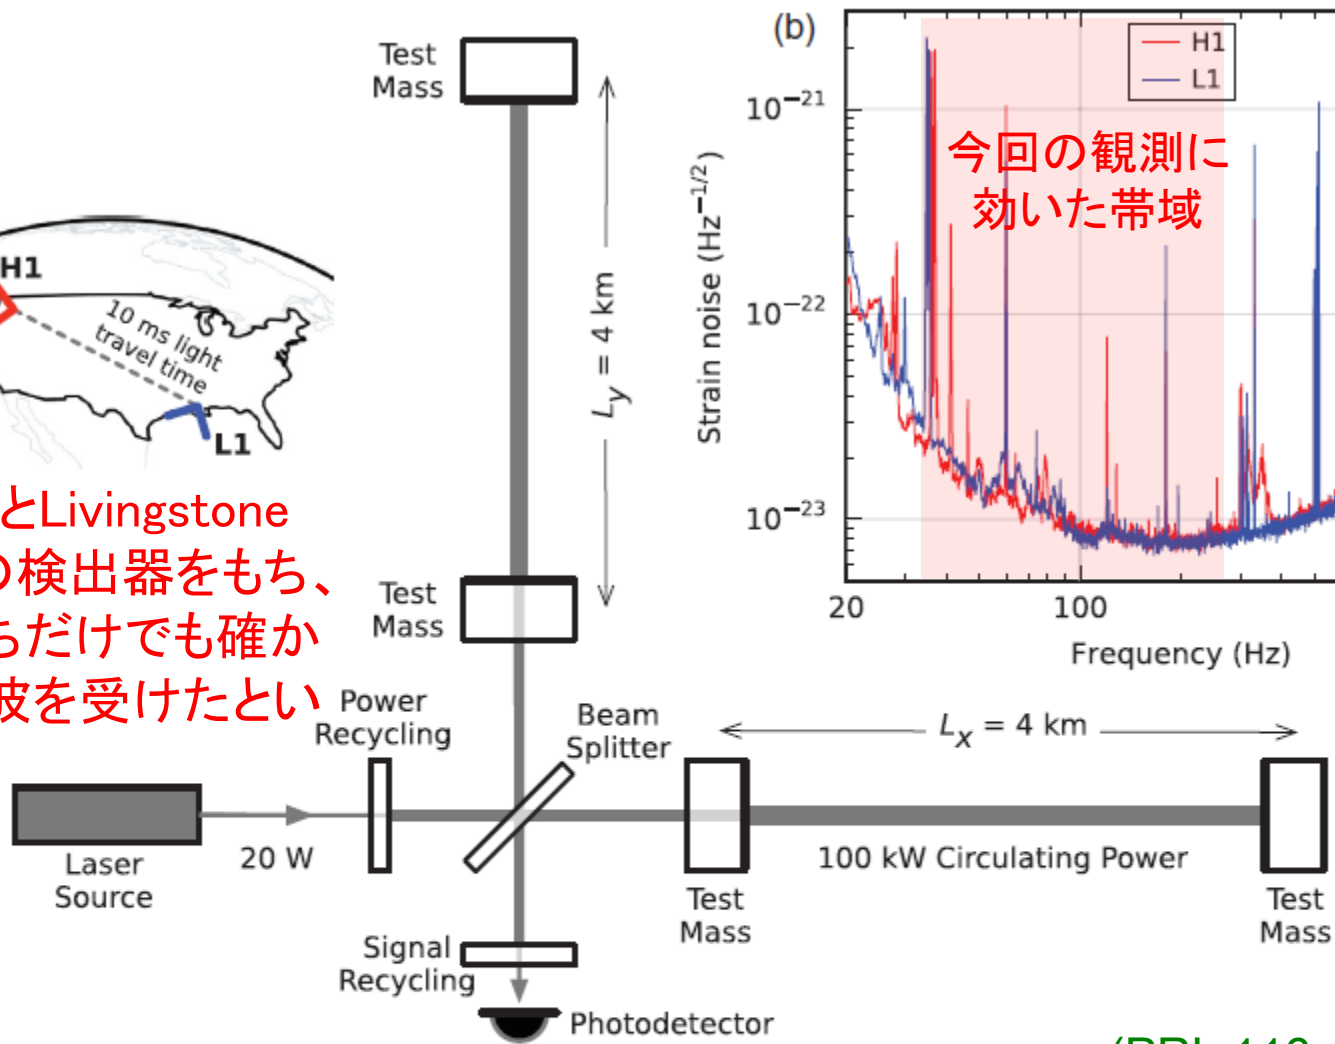 (b)
Test
Mass
H1
L1
10−21
今回の観測に
効いた帯域
Strain noise (Hz−1/2)
H1
10 ms light
travel time
L1
Ly = 4 km
10−22
10−23
20
100
Frequency (Hz)
とLivingstone
の検出器をもち、
ちだけでも確か
波を受けたとい
Test
Mass
Power
Recycling
Beam
Splitter
Lx = 4 km
Laser
Source
20 W
100 kW Circulating Power
Test
Mass
Test
Mass
Signal
Recycling
Photodetector